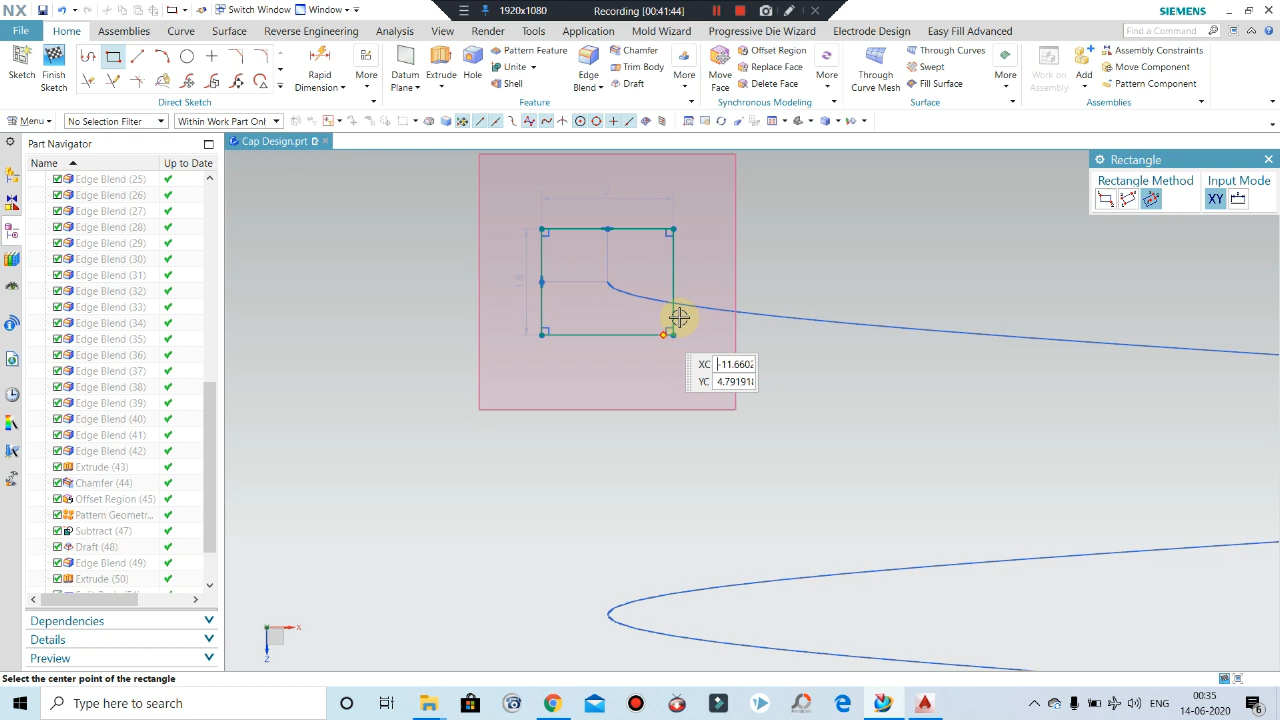 NX
Switch Window
Window
1920x1080
Recording [00:41:44]
SIEMENS
File
Home
Assemblies
Curve
Surface
Reverse Engineering
Analysis
View
Render
Tools
Application
Mold Wizard
Progressive Die Wizard
Electrode Design
Easy Fill Advanced
Find a Command
Sketch
Finish Sketch
Rapid Dimension
More
Datum Plane
Extrude
Hole
Pattern Feature
Unite
Shell
Edge Blend
Chamfer
Trim Body
Draft
More
Move Face
Offset Region
Replace Face
Delete Face
More
Through Curve Mesh
Through Curves
Swept
Fill Surface
More
Work on Assembly
Add
Assembly Constraints
Move Component
Pattern Component
Direct Sketch
Feature
Synchronous Modeling
Surface
Assemblies
Menu
No Selection Filter
Within Work Part Onl
Part Navigator
Cap Design.prt
Name
Up to Date
Edge Blend (25)
Edge Blend (26)
Edge Blend (27)
Edge Blend (28)
Edge Blend (29)
Edge Blend (30)
Edge Blend (31)
Edge Blend (32)
Edge Blend (33)
Edge Blend (34)
Edge Blend (35)
Edge Blend (36)
Edge Blend (37)
Edge Blend (38)
Edge Blend (39)
Edge Blend (40)
Edge Blend (41)
Edge Blend (42)
Extrude (43)
Chamfer (44)
Offset Region (45)
Pattern Geometr...
Subtract (47)
Draft (48)
Edge Blend (49)
Extrude (50)
Dependencies
Details
Preview
Rectangle
Rectangle Method
Input Mode
XY
XC -11.6602
YC 4.791918
X
Z
Select the center point of the rectangle
Type here to search
ENG
00:35
14-06-2020
6